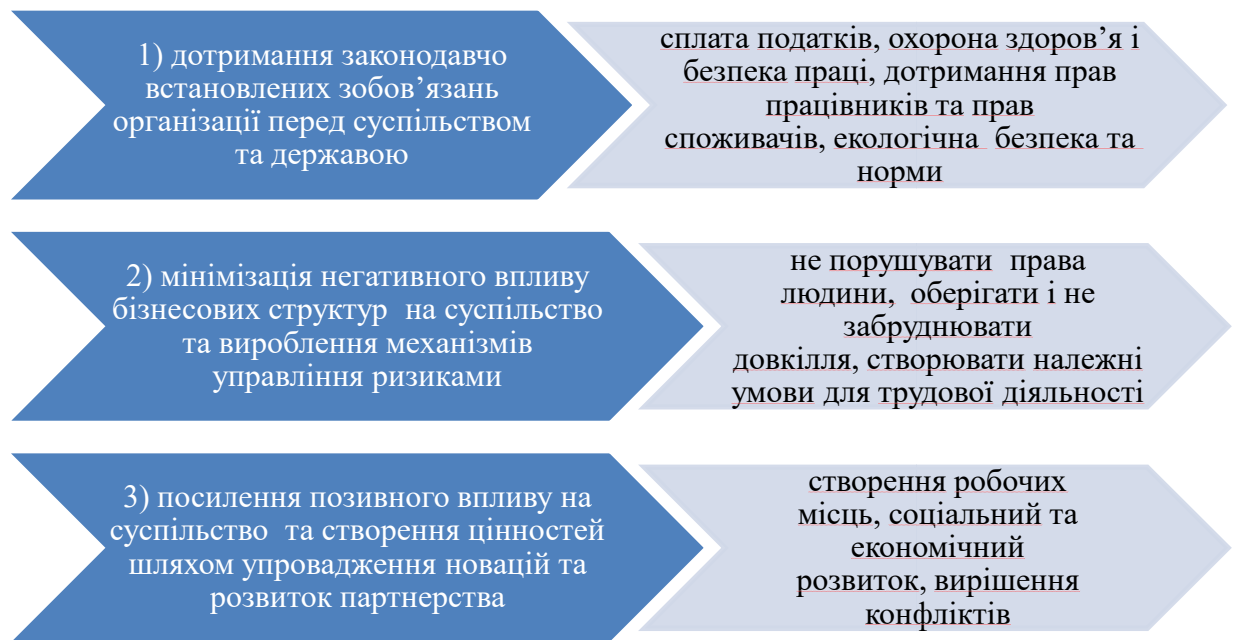 1) дотримання законодавчо
встановлених зобов’язань
організації перед суспільством
та державою
сплата податків, охорона здоров’я і
безпека праці, дотримання прав
працівників та прав
споживачів, екологічна  безпека та
норми
2) мінімізація негативного впливу
бізнесових структур  на суспільство
та вироблення механізмів
управління ризиками
не порушувати  права
людини,  оберігати і не
забруднювати
довкілля, створювати належні
умови для трудової діяльності
3) посилення позивного впливу на
суспільство  та створення цінностей
шляхом упровадження новацій та
розвиток партнерства
створення робочих
місць, соціальний та
економічний
розвиток, вирішення
конфліктів